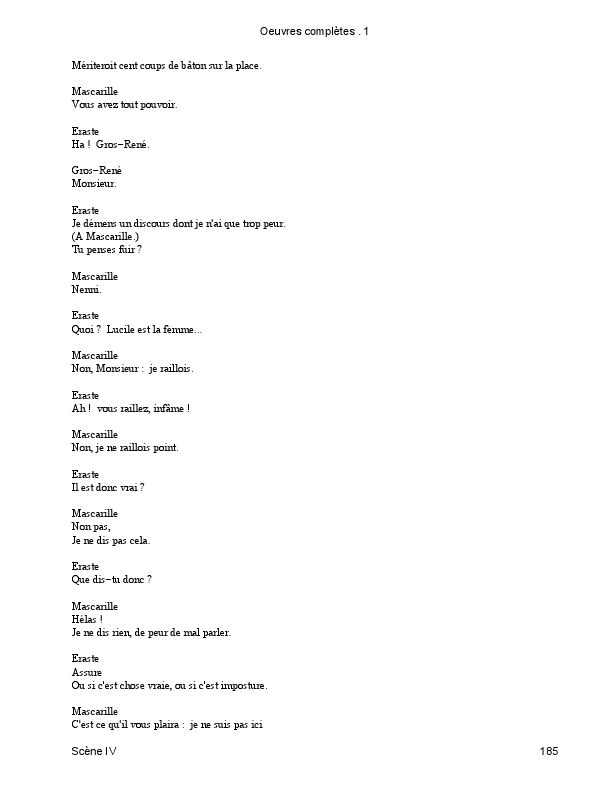 Oeuvres complètes . 1
Mériteroit cent coups de bâton sur la place.
Mascarille
Vous avez tout pouvoir.
Eraste
Ha ! Gros−René.
Gros−René
Monsieur.
Eraste
Je démens un discours dont je n'ai que trop peur.
(A Mascarille.)
Tu penses fuir ?
Mascarille
Nenni.
Eraste
Quoi ? Lucile est la femme...
Mascarille
Non, Monsieur : je raillois.
Eraste
Ah ! vous raillez, infâme !
Mascarille
Non, je ne raillois point.
Eraste
Il est donc vrai ?
Mascarille
Non pas,
Je ne dis pas cela.
Eraste
Que dis−tu donc ?
Mascarille
Hélas !
Je ne dis rien, de peur de mal parler.
Eraste
Assure
Ou si c'est chose vraie, ou si c'est imposture.
Mascarille
C'est ce qu'il vous plaira : je ne suis pas ici
Scène IV 185